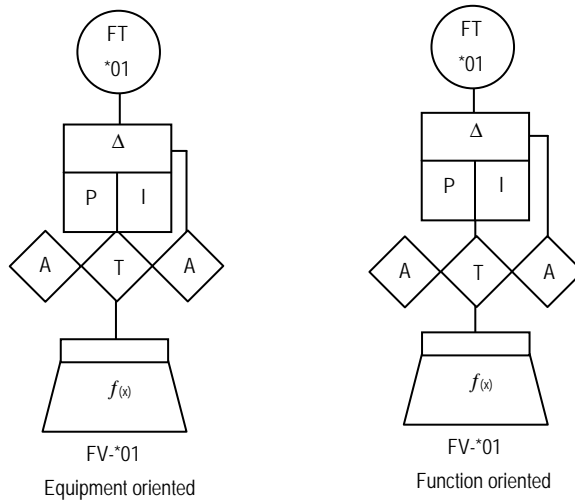 FT
*01
Δ
P I
A T A
f(x)
FV-*01
Equipment oriented
FT
*01
Δ
P I
A T A
f(x)
FV-*01
Function oriented